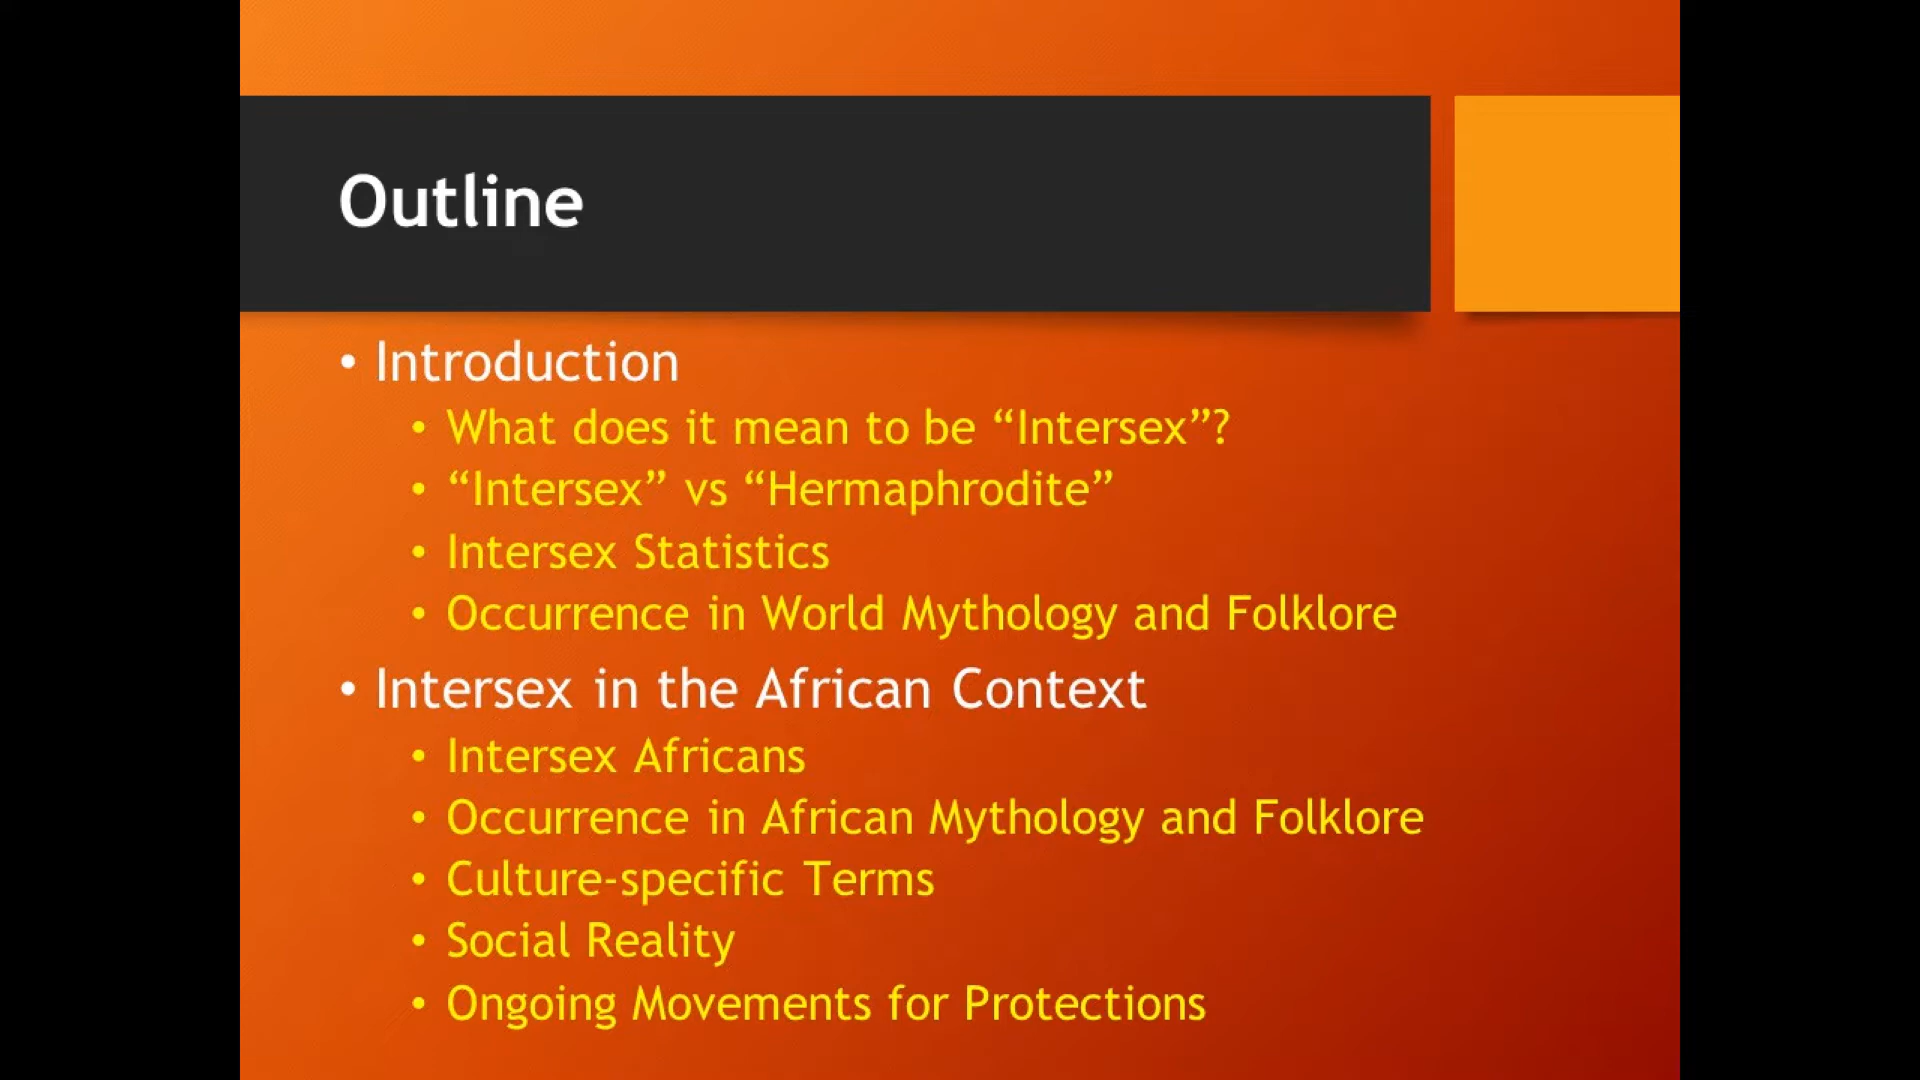 Outline
• Introduction
• What does it mean to be “Intersex”?
• “Intersex” vs “Hermaphrodite”
• Intersex Statistics
• Occurrence in World Mythology and Folklore
• Intersex in the African Context
• Intersex Africans
• Occurrence in African Mythology and Folklore
• Culture-specific Terms
• Social Reality
• Ongoing Movements for Protections